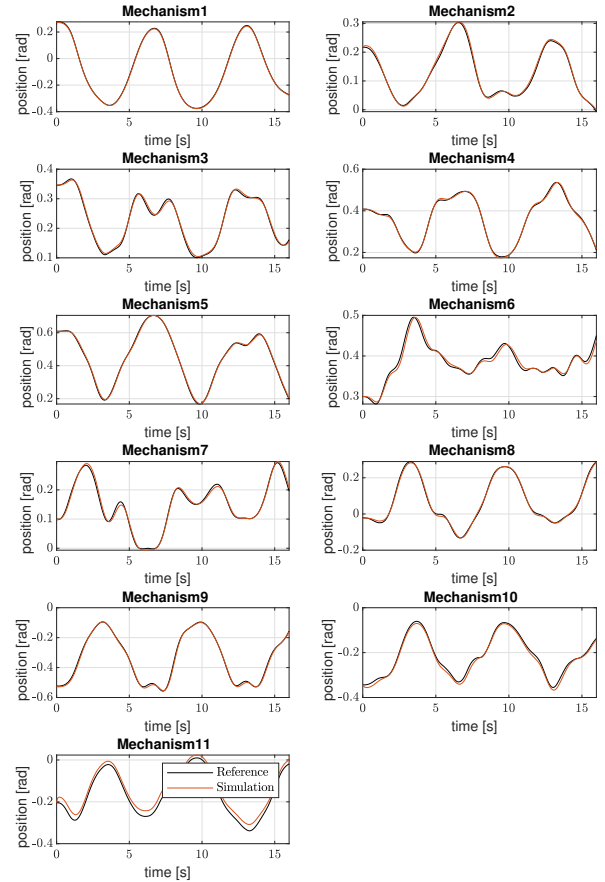 Mechanism1
Mechanism2
position [rad]
0.2
0
-0.2
-0.4
0 5 10 15
time [s]
position [rad]
0.3
0.2
0.1
0
0 5 10 15
time [s]
Mechanism3
Mechanism4
position [rad]
0.4
0.3
0.2
0.1
0 5 10 15
time [s]
position [rad]
0.6
0.4
0.2
0 5 10 15
time [s]
Mechanism5
Mechanism6
position [rad]
0.6
0.4
0.2
0 5 10 15
time [s]
position [rad]
0.5
0.4
0.3
0 5 10 15
time [s]
Mechanism7
Mechanism8
position [rad]
0.2
0.1
0
0 5 10 15
time [s]
position [rad]
0.2
0
-0.2
0 5 10 15
time [s]
Mechanism9
Mechanism10
position [rad]
0
-0.2
-0.4
-0.6
0 5 10 15
time [s]
position [rad]
0
-0.2
-0.4
0 5 10 15
time [s]
Mechanism11
position [rad]
0
-0.2
-0.4
0 5 10 15
time [s]
Reference
Simulation